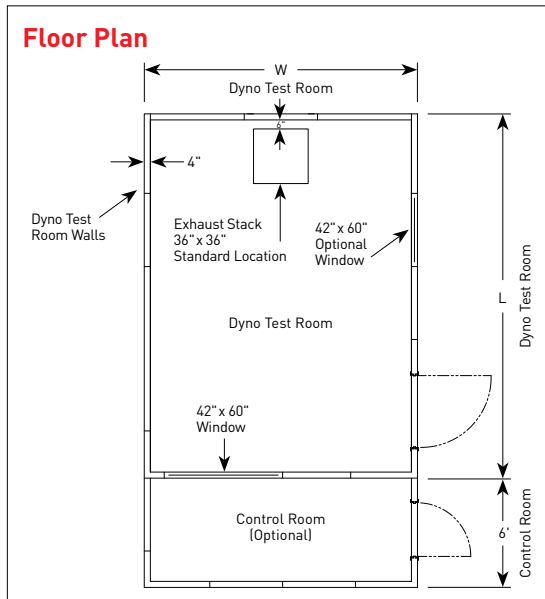 Floor Plan
W
Dyno Test Room
6"
4"
Dyno Test
Room Walls
Exhaust Stack
36" x 36"
Standard Location
42" x 60"
Optional
Window
L
Dyno Test Room
Dyno Test Room
42" x 60"
Window
Control Room
(Optional)
6'
Control Room